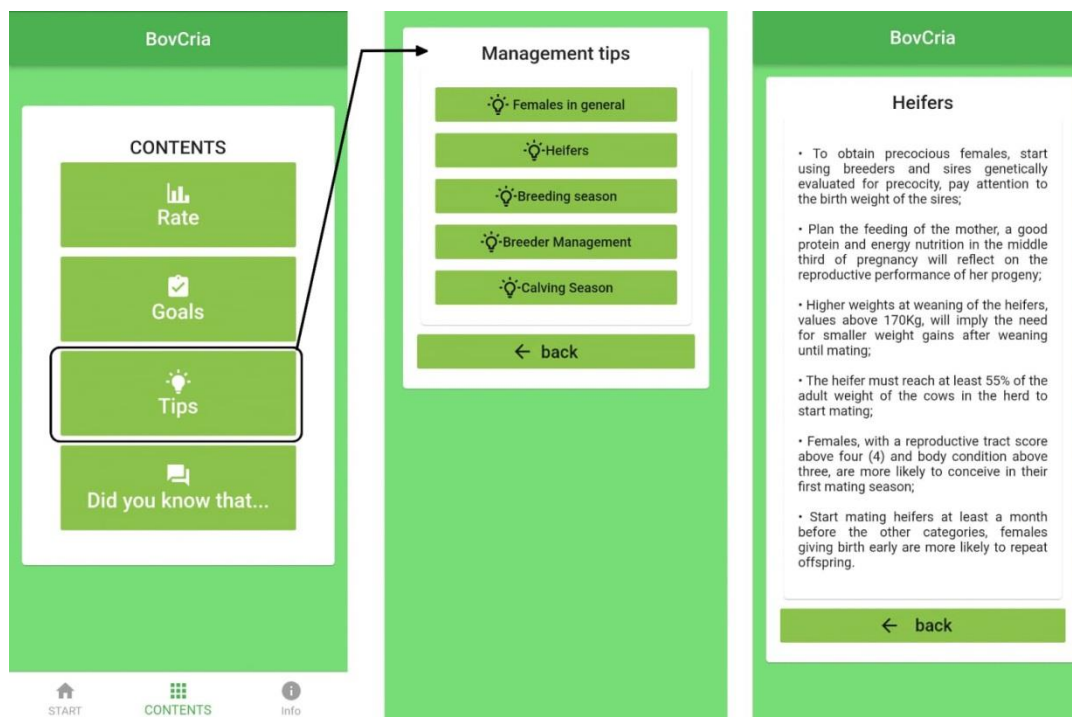 BovCria
CONTENTS
Rate
Goals
Tips
Did you know that...
START
CONTENTS
Info
Management tips
Females in general
Heifers
Breeding season
Breeder Management
Calving Season
← back
BovCria
Heifers
• To obtain precocious females, start
using breeders and sires genetically
evaluated for precocity, pay attention to
the birth weight of the sires;
• Plan the feeding of the mother, a good
protein and energy nutrition in the middle
third of pregnancy will reflect on the
reproductive performance of her progeny;
• Higher weights at weaning of the heifers,
values above 170Kg, will imply the need
for smaller weight gains after weaning
until mating;
• The heifer must reach at least 55% of the
adult weight of the cows in the herd to
start mating;
• Females, with a reproductive tract score
above four (4) and body condition above
three, are more likely to conceive in their
first mating season;
• Start mating heifers at least a month
before the other categories, females
giving birth early are more likely to repeat
offspring.
← back